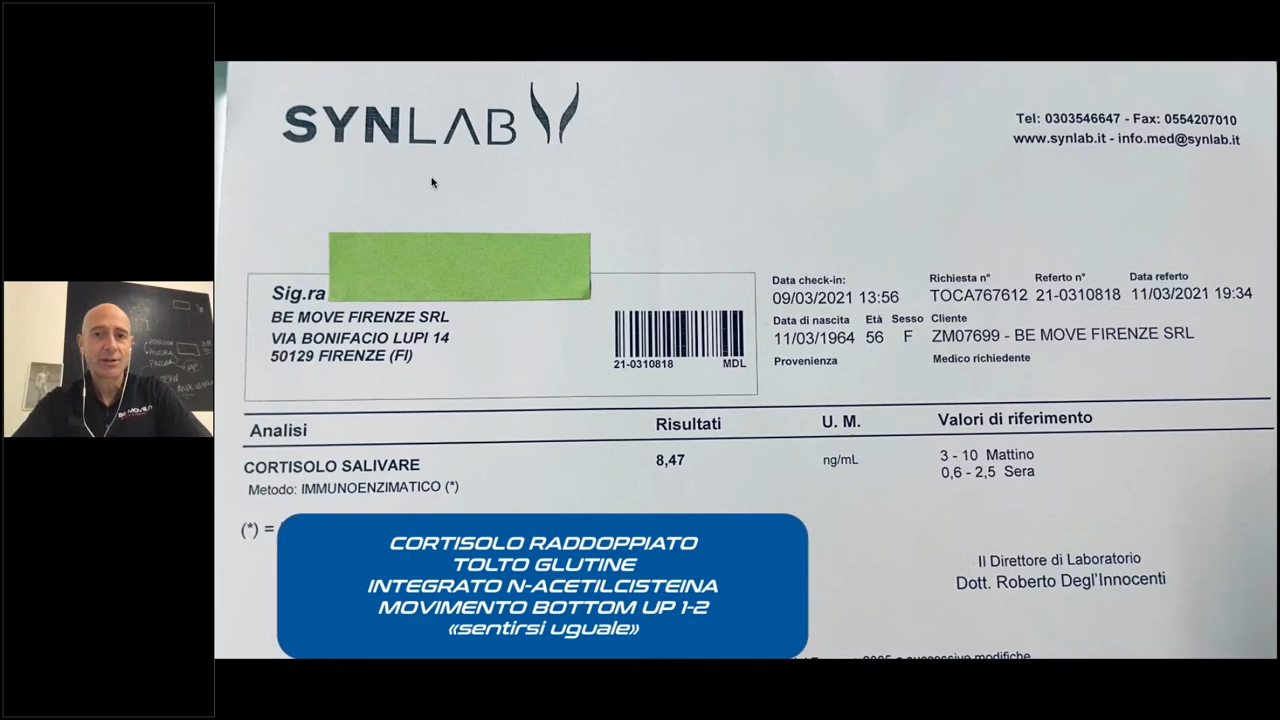 SYNLAB
Tel: 0303546647 - Fax: 0554207010
www.synlab.it - info.med@synlab.it
Sig.ra
BE MOVE FIRENZE SRL
VIA BONIFACIO LUPI 14
50129 FIRENZE (FI)
21-0310818 MDL
Data check-in: Richiesta n° Referto n° Data referto
09/03/2021 13:56 TOCA767612 21-0310818 11/03/2021 19:34
Data di nascita Età Sesso Cliente
11/03/1964 56 F ZM07699 - BE MOVE FIRENZE SRL
Provenienza Medico richiedente
Analisi Risultati U. M. Valori di riferimento
CORTISOLO SALIVARE 8,47 ng/mL 3 - 10 Mattino
0,6 - 2,5 Sera
Metodo: IMMUNOENZIMATICO (*)
(*) =
CORTISOLO RADDOPPIATO
TOLTO GLUTINE
INTEGRATO N-ACETILCISTEINA
MOVIMENTO BOTTOM UP 1-2
«sentirsi uguale»
Il Direttore di Laboratorio
Dott. Roberto Degl'Innocenti
2005 e successive modifiche
BE MOVE